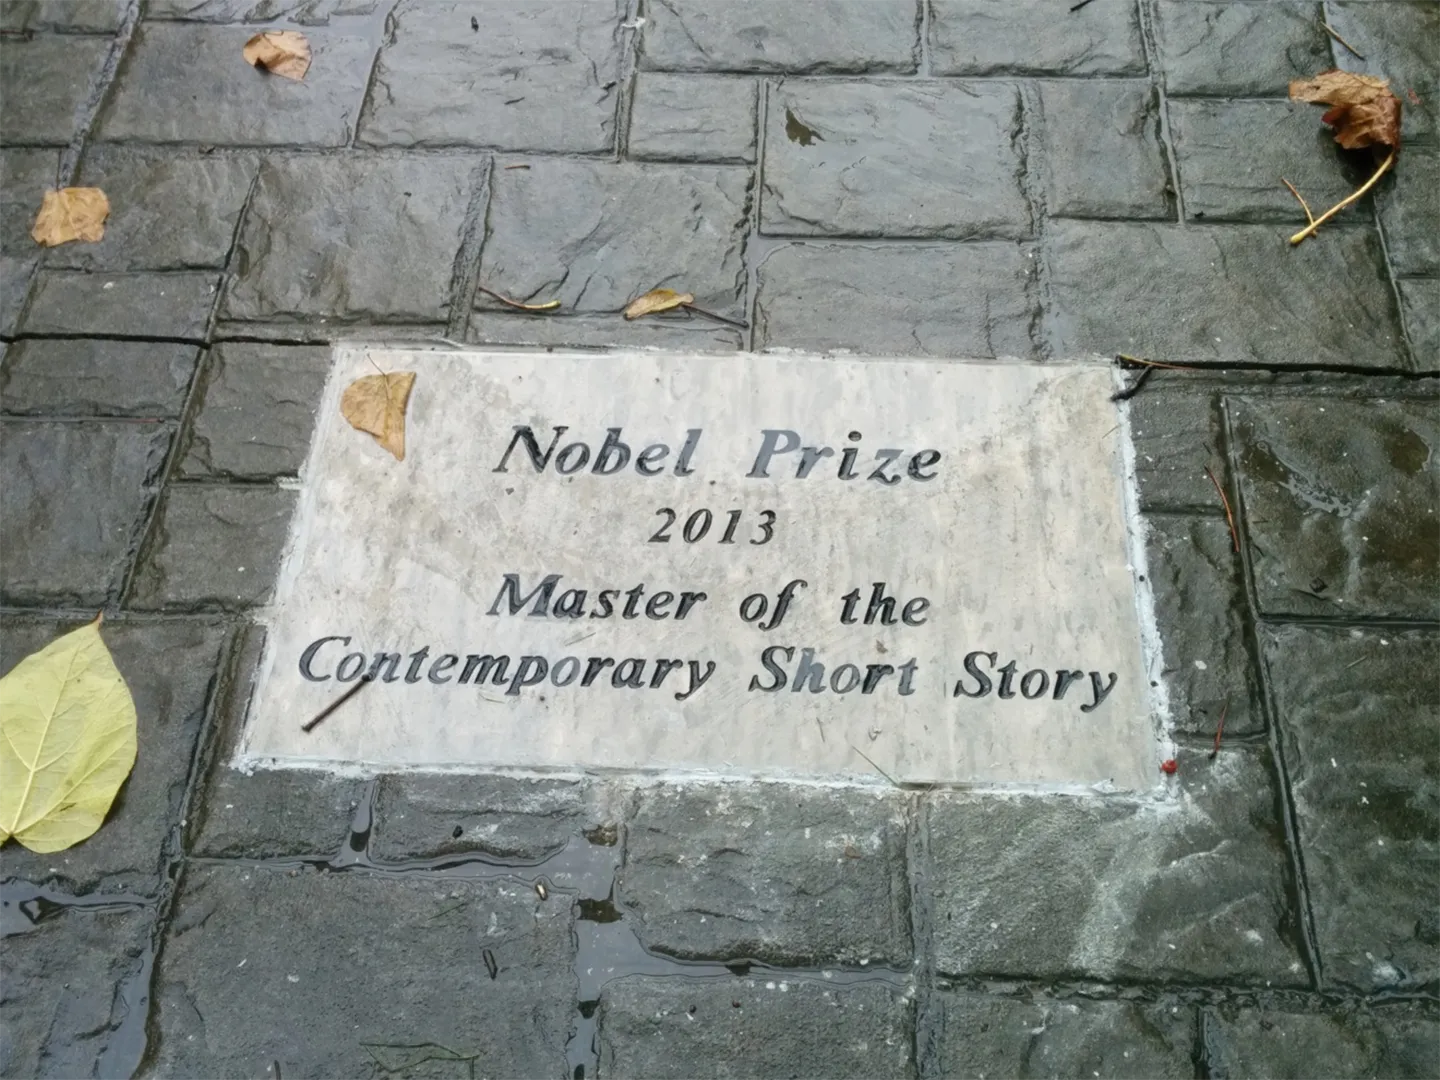 Nobel Prize
2013
Master of the
Contemporary Short Story